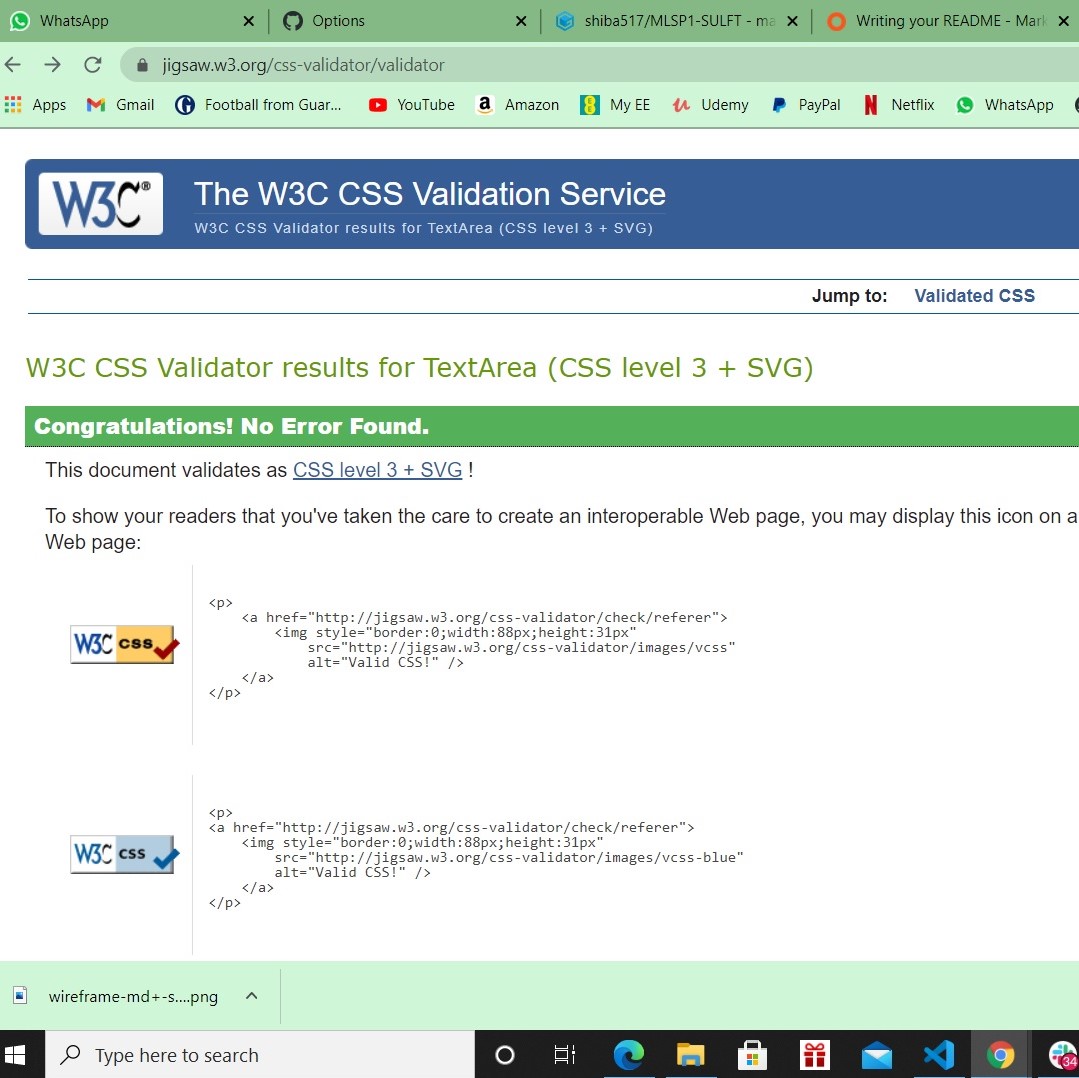 WhatsApp
Options
shiba517/MLSP1-SULFT - ma
Writing your README - Mark
jigsaw.w3.org/css-validator/validator
Apps Gmail Football from Guar... YouTube Amazon My EE Udemy PayPal Netflix WhatsApp
W3C® The W3C CSS Validation Service
W3C CSS Validator results for TextArea (CSS level 3 + SVG)
Jump to: Validated CSS
W3C CSS Validator results for TextArea (CSS level 3 + SVG)
Congratulations! No Error Found.
This document validates as CSS level 3 + SVG !
To show your readers that you've taken the care to create an interoperable Web page, you may display this icon on a
Web page:
W3C css
<p>
<a href="http://jigsaw.w3.org/css-validator/check/referer">
<img style="border:0;width:88px;height:31px"
src="http://jigsaw.w3.org/css-validator/images/vcss"
alt="Valid CSS!" />
</a>
</p>
W3C css
<p>
<a href="http://jigsaw.w3.org/css-validator/check/referer">
<img style="border:0;width:88px;height:31px"
src="http://jigsaw.w3.org/css-validator/images/vcss-blue"
alt="Valid CSS!" />
</a>
</p>
wireframe-md+-s....png
Type here to search
34